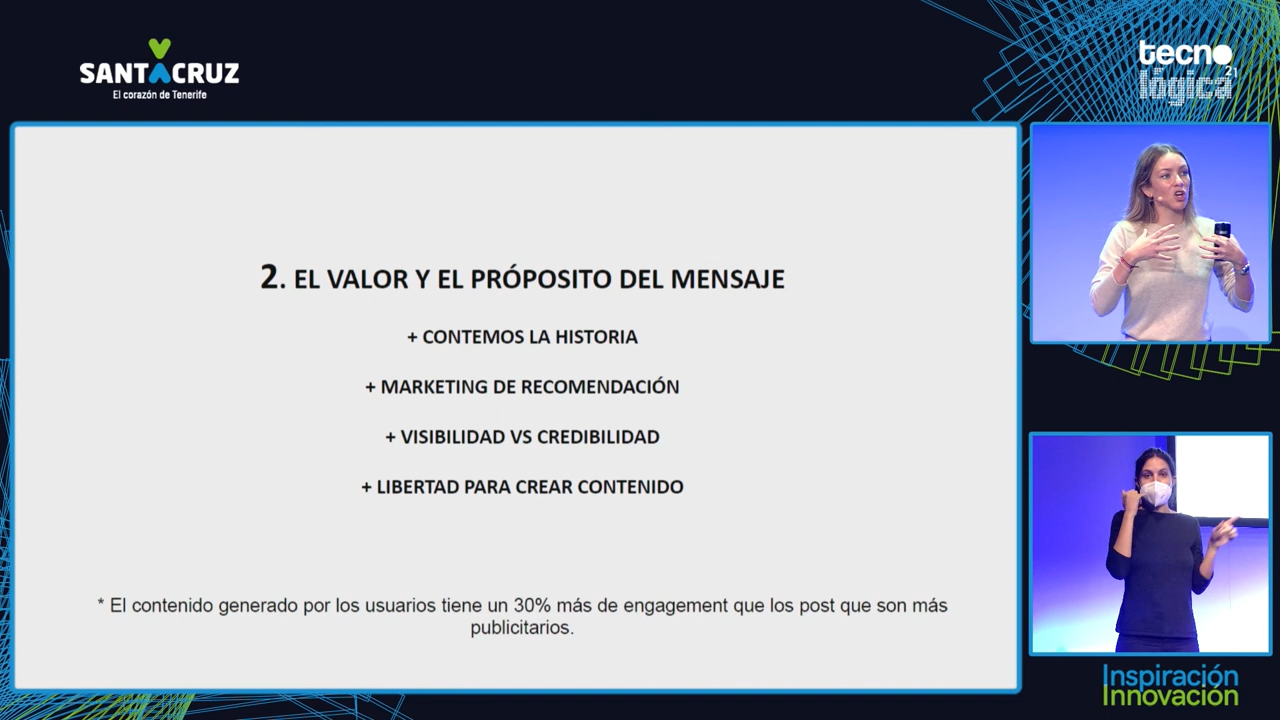 SANTACRUZ
El corazón de Tenerife
tecno
lógica21
2. EL VALOR Y EL PRÓPOSITO DEL MENSAJE
+ CONTEMOS LA HISTORIA
+ MARKETING DE RECOMENDACIÓN
+ VISIBILIDAD VS CREDIBILIDAD
+ LIBERTAD PARA CREAR CONTENIDO
* El contenido generado por los usuarios tiene un 30% más de engagement que los post que son más
publicitarios.
Inspiración
Innovación